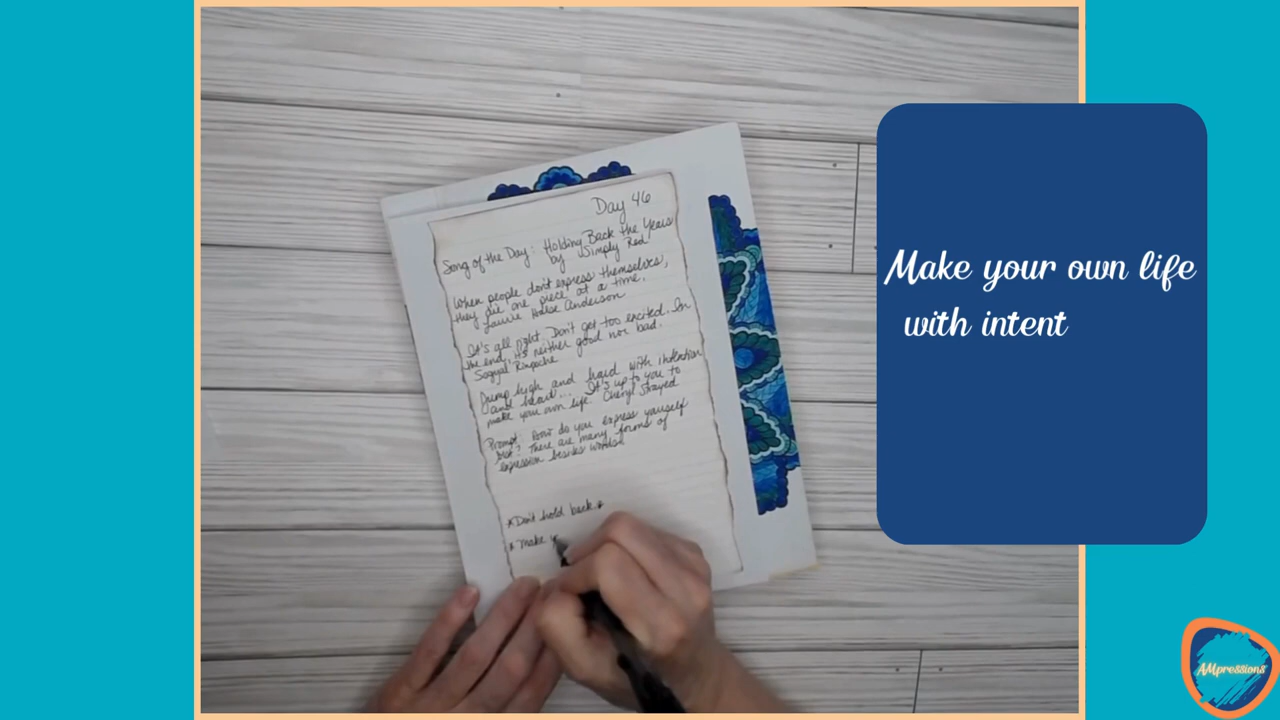 Day 46
Song of the Day: Holding Back the Years
by Simply Red
When people don't express themselves,
they die one piece at a time.
Laurie Halse Anderson
It's all right. Don't get too excited. In
the end, it's neither good nor bad.
Sogyal Rinpoche
Jump high and hard with intention
and heart... It's up to you to
make you own life. Cheryl Strayed
Prompt: How do you express yourself
best? There are many forms of
expression besides words.
*Don't hold back*
* Make y
Make your own life
with intent
AMpressions